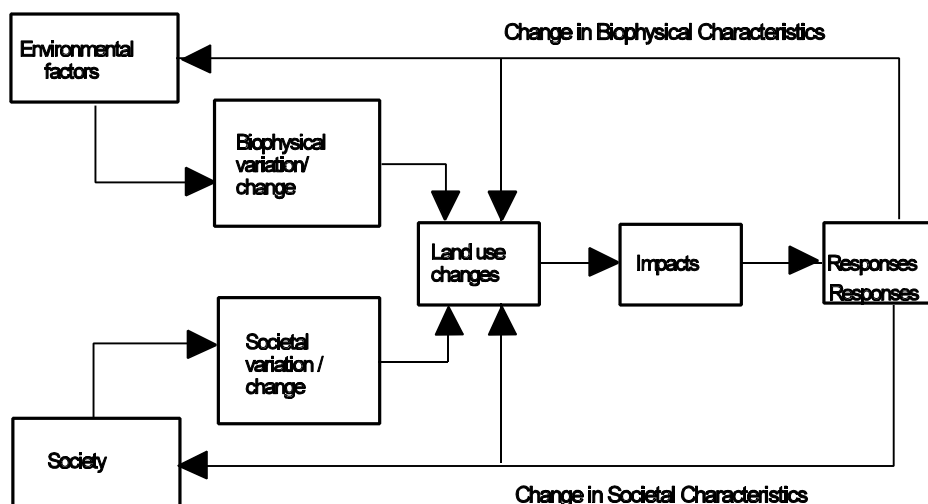 Change in Biophysical Characteristics
Environmental
factors
Biophysical
variation/
change
Land use
changes
Impacts
Responses
Responses
Societal
variation /
change
Society
Change in Societal Characteristics